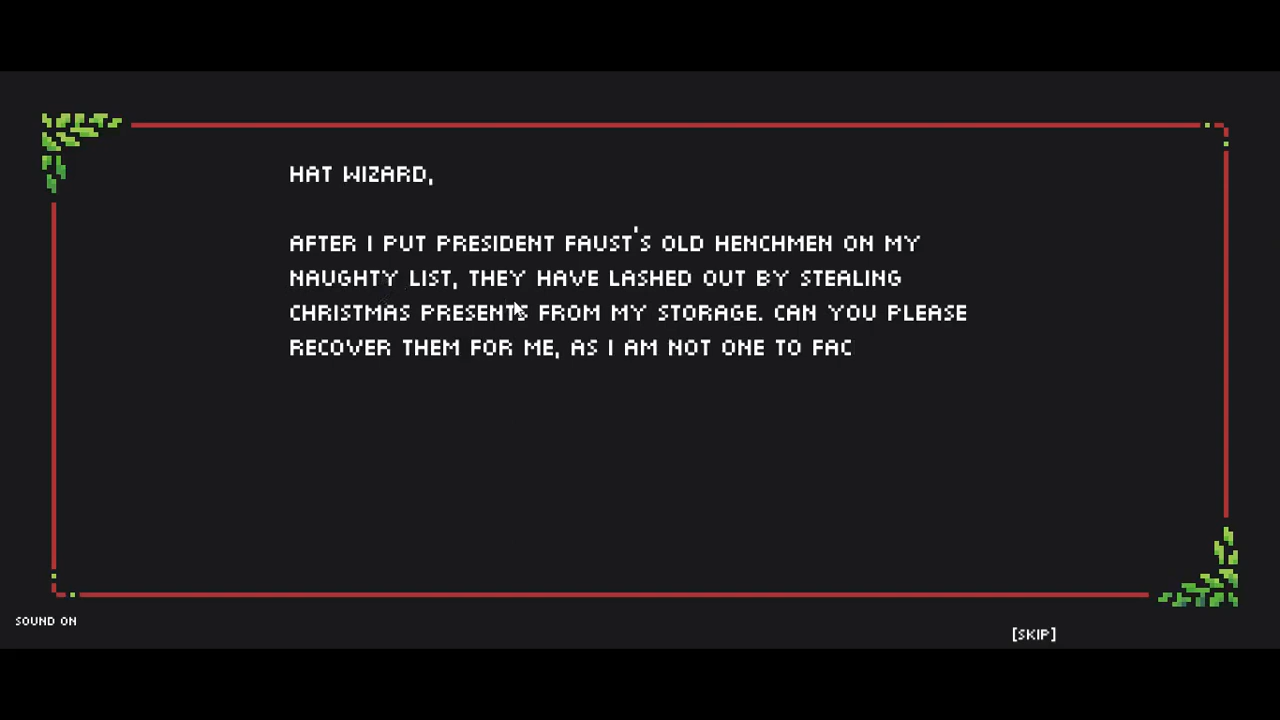 HAT WIZARD,
AFTER I PUT PRESIDENT FAUST'S OLD HENCHMEN ON MY
NAUGHTY LIST, THEY HAVE LASHED OUT BY STEALING
CHRISTMAS PRESENTS FROM MY STORAGE. CAN YOU PLEASE
RECOVER THEM FOR ME, AS I AM NOT ONE TO FAC
SOUND ON
[SKIP]